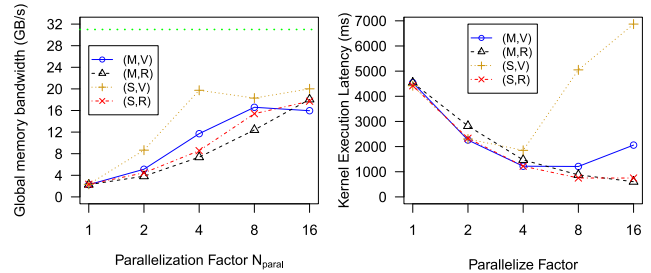 Global memory bandwidth (GB/s)
32
28
24
20
16
12
8
4
0
(M,V)
(M,R)
(S,V)
(S,R)
1 2 4 8 16
Parallelization Factor N_paral
Kernel Execution Latency (ms)
7000
6000
5000
4000
3000
2000
1000
0
(M,V)
(M,R)
(S,V)
(S,R)
1 2 4 8 16
Parallelize Factor